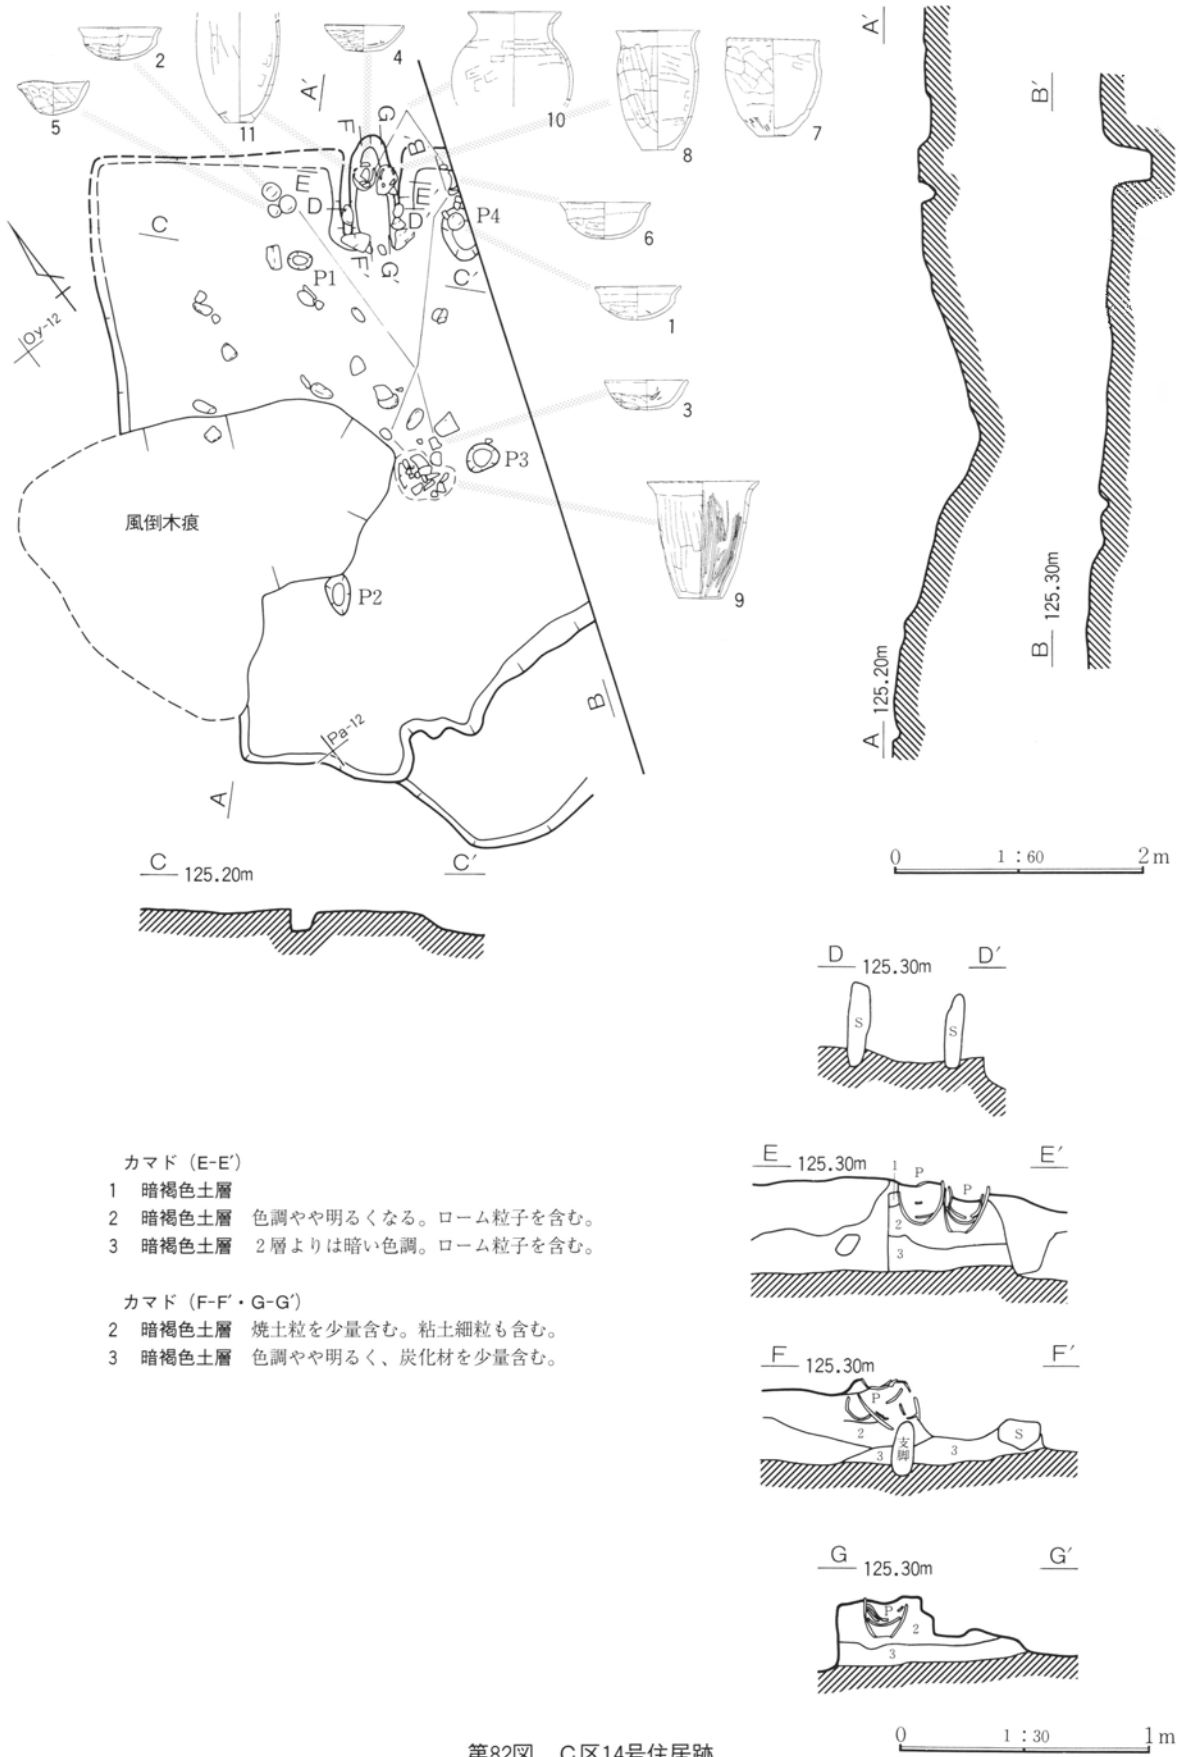 2
11
4
10
8
7
5
A′
G
F
B
E
E′
D
D′
F′
G′
P4
C
C′
P1
6
1
3
Oy-12
P3
風倒木痕
9
P2
Pa-12
B
A
A′
B′
A 125.20m
B 125.30m
C 125.20m C′
0 1：60 2m
D 125.30m D′
S S
カマド（E-E′）
1 暗褐色土層
2 暗褐色土層 色調やや明るくなる。ローム粒子を含む。
3 暗褐色土層 2層よりは暗い色調。ローム粒子を含む。
カマド（F-F′・G-G′）
2 暗褐色土層 焼土粒を少量含む。粘土細粒も含む。
3 暗褐色土層 色調やや明るく、炭化材を少量含む。
E 125.30m E′
1 P P
2
3
F 125.30m F′
P
2
支脚
3 3 S
G 125.30m G′
P
2
3
0 1：30 1m
第82図 C区14号住居跡